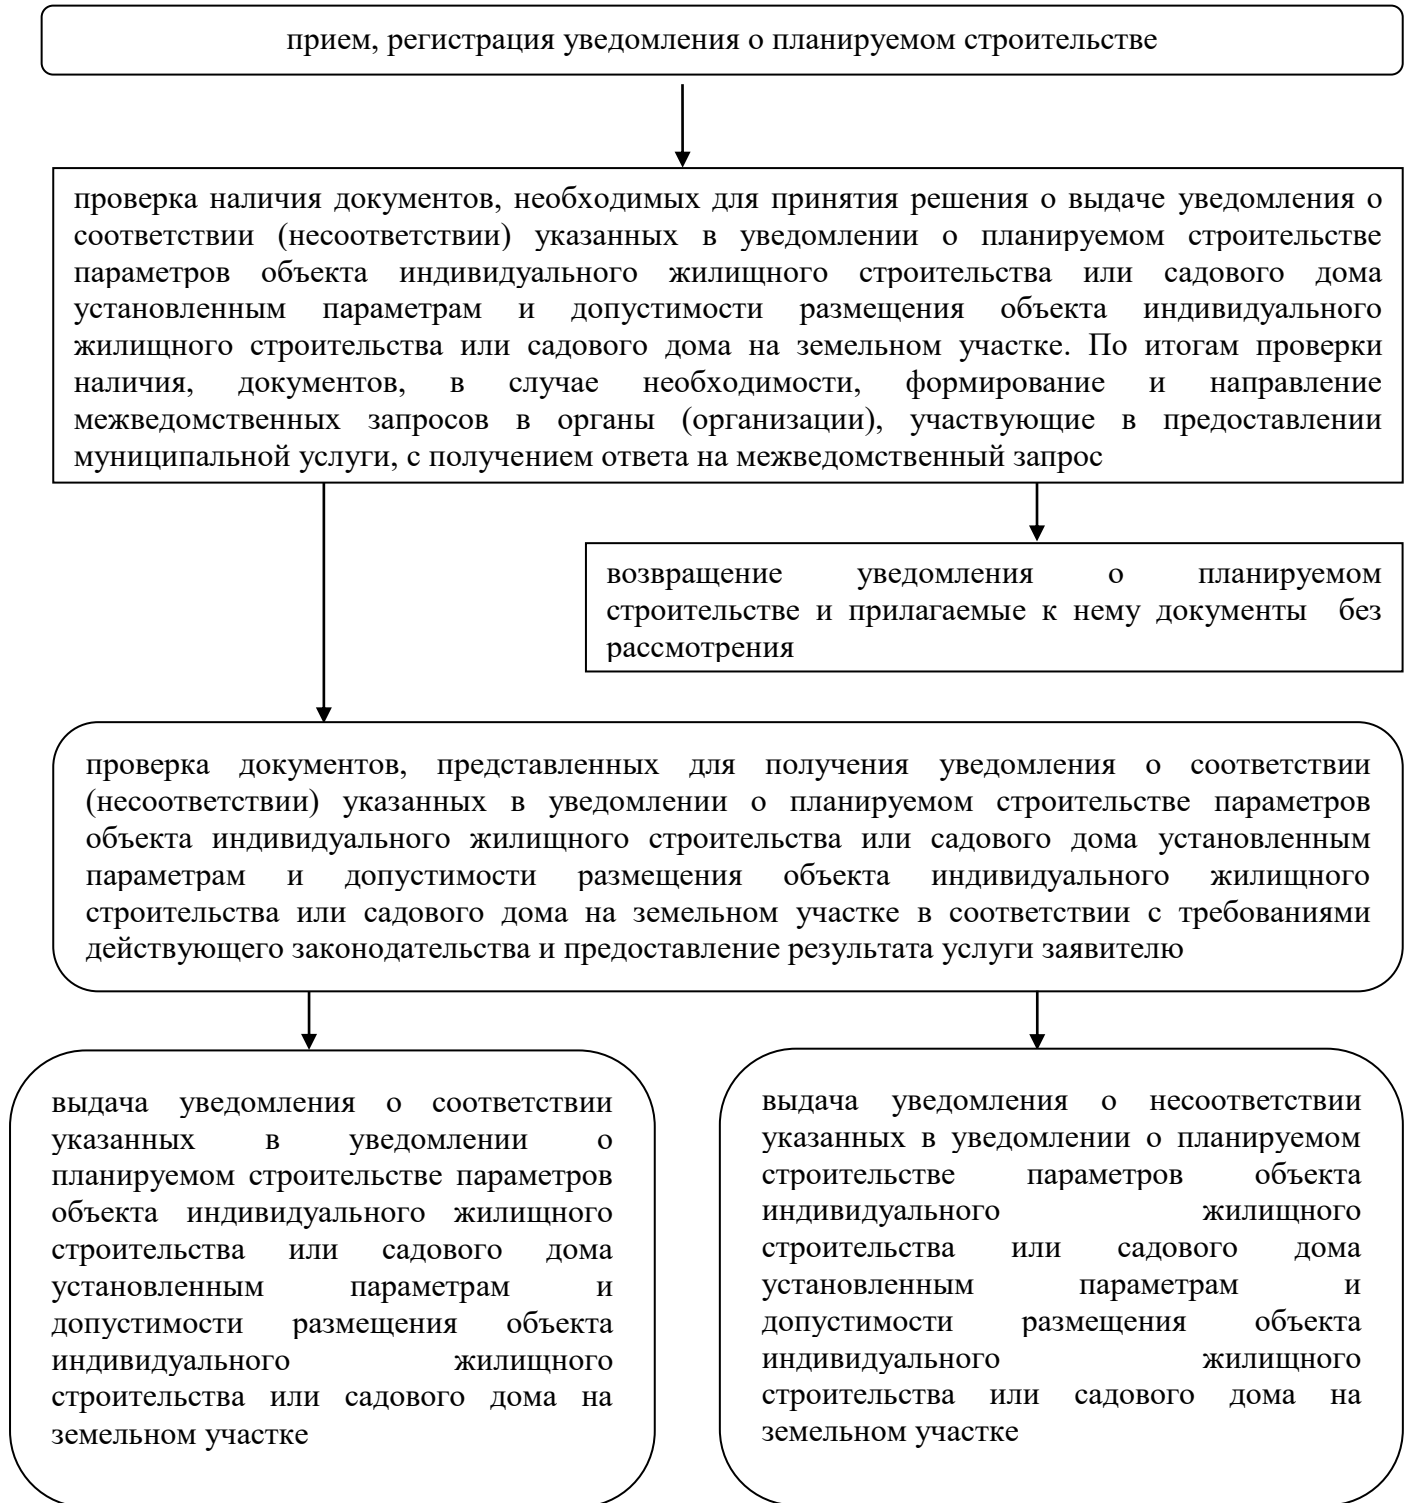 прием, регистрация уведомления о планируемом строительстве
проверка наличия документов, необходимых для принятия решения о выдаче уведомления о
соответствии (несоответствии) указанных в уведомлении о планируемом строительстве
параметров объекта индивидуального жилищного строительства или садового дома
установленным параметрам и допустимости размещения объекта индивидуального
жилищного строительства или садового дома на земельном участке. По итогам проверки
наличия, документов, в случае необходимости, формирование и направление
межведомственных запросов в органы (организации), участвующие в предоставлении
муниципальной услуги, с получением ответа на межведомственный запрос
возвращение уведомления о планируемом
строительстве и прилагаемые к нему документы без
рассмотрения
проверка документов, представленных для получения уведомления о соответствии
(несоответствии) указанных в уведомлении о планируемом строительстве параметров
объекта индивидуального жилищного строительства или садового дома установленным
параметрам и допустимости размещения объекта индивидуального жилищного
строительства или садового дома на земельном участке в соответствии с требованиями
действующего законодательства и предоставление результата услуги заявителю
выдача уведомления о соответствии
указанных в уведомлении о
планируемом строительстве параметров
объекта индивидуального жилищного
строительства или садового дома
установленным параметрам и
допустимости размещения объекта
индивидуального жилищного
строительства или садового дома на
земельном участке
выдача уведомления о несоответствии
указанных в уведомлении о планируемом
строительстве параметров объекта
индивидуального жилищного
строительства или садового дома
установленным параметрам и
допустимости размещения объекта
индивидуального жилищного
строительства или садового дома на
земельном участке